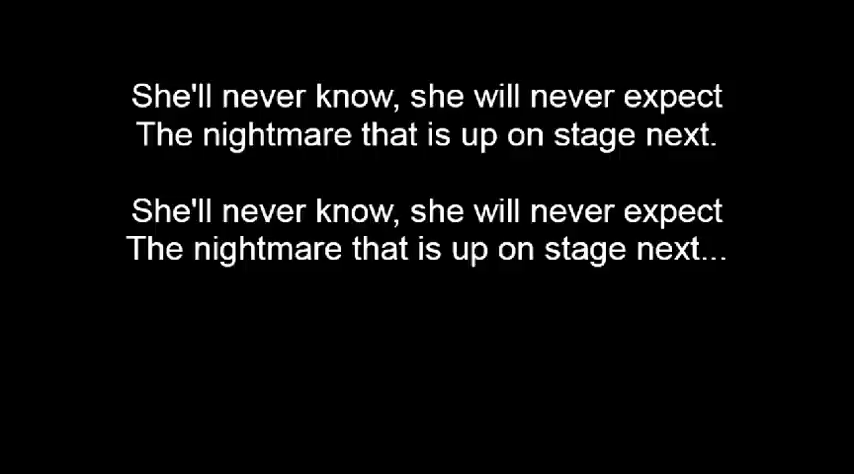 She'll never know, she will never expect
The nightmare that is up on stage next.
She'll never know, she will never expect
The nightmare that is up on stage next...